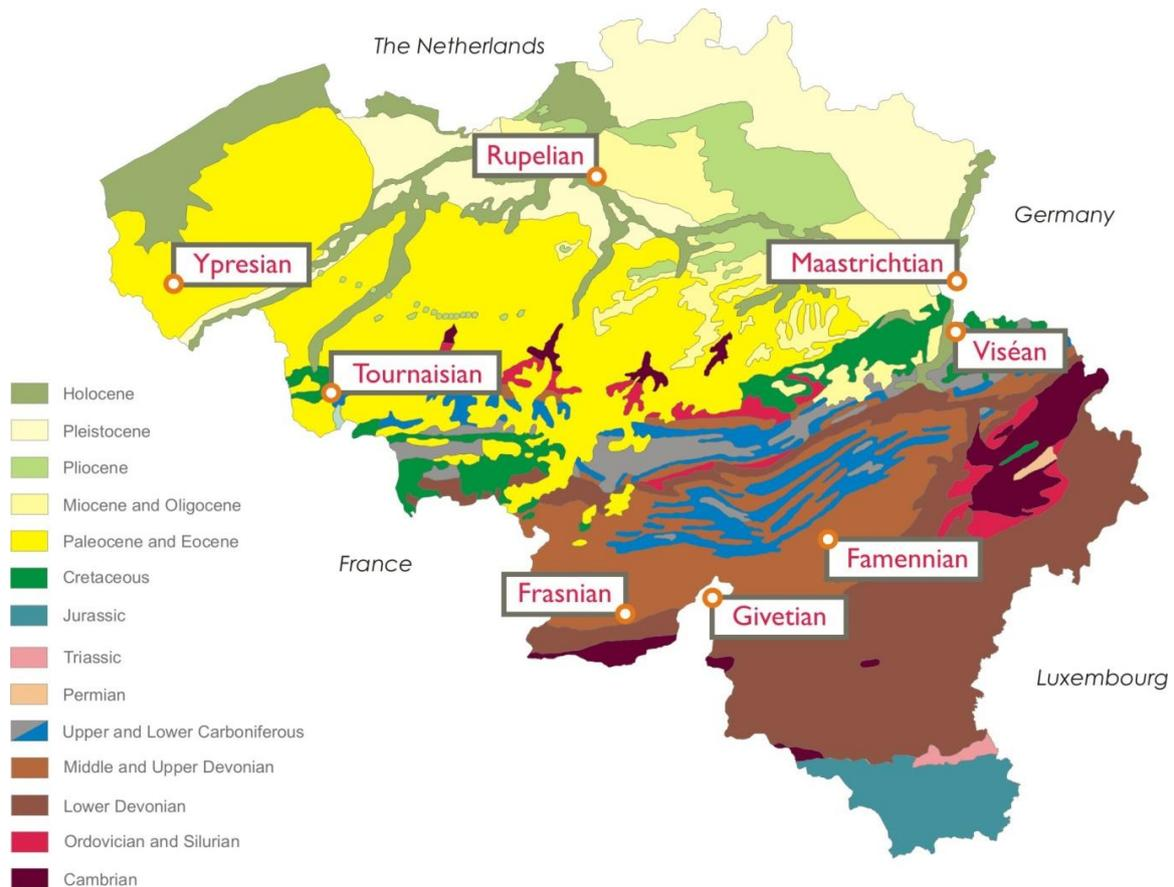 The Netherlands
Rupelian
Germany
Ypresian
Maastrichtian
Viséan
Tournaisian
France
Famennian
Frasnian
Givetian
Luxembourg
Holocene
Pleistocene
Pliocene
Miocene and Oligocene
Paleocene and Eocene
Cretaceous
Jurassic
Triassic
Permian
Upper and Lower Carboniferous
Middle and Upper Devonian
Lower Devonian
Ordovician and Silurian
Cambrian